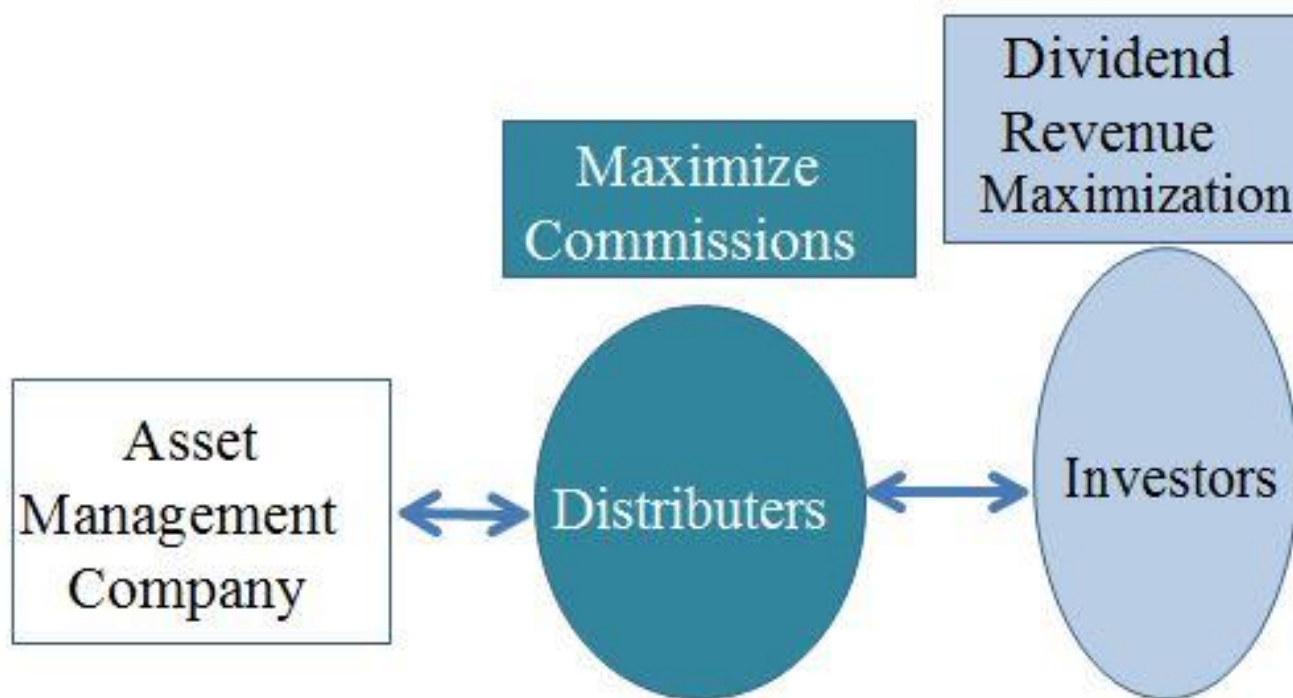 Dividend
Revenue
Maximization
Maximize
Commissions
Asset
Management
Company
Distributers
Investors